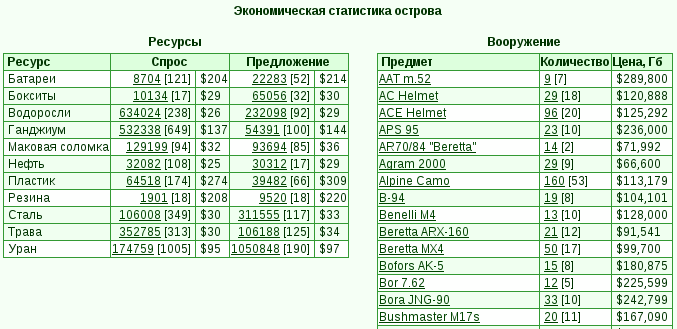 Экономическая статистика острова
Ресурсы
Ресурс Спрос Предложение
Батареи 8704 [121] $204 22283 [52] $214
Бокситы 10134 [17] $29 65056 [32] $30
Водоросли 634024 [238] $26 232098 [92] $29
Ганджиум 532338 [649] $137 54391 [100] $144
Маковая соломка 129199 [94] $32 93694 [85] $36
Нефть 32082 [108] $25 30312 [17] $29
Пластик 64518 [174] $274 39482 [66] $309
Резина 1901 [18] $208 9520 [18] $220
Сталь 106008 [349] $30 311555 [117] $33
Трава 352785 [313] $30 106188 [125] $34
Уран 174759 [1005] $95 1050848 [190] $97
Вооружение
Предмет Количество Цена, Гб
AAT m.52 9 [7] $289,800
AC Helmet 29 [18] $120,888
ACE Helmet 96 [20] $125,292
APS 95 23 [10] $236,000
AR70/84 "Beretta" 14 [2] $71,992
Agram 2000 29 [9] $66,600
Alpine Camo 160 [53] $113,179
B-94 19 [8] $104,101
Benelli M4 13 [10] $128,000
Beretta ARX-160 21 [12] $91,541
Beretta MX4 50 [17] $99,700
Bofors AK-5 15 [8] $180,875
Bor 7.62 12 [5] $225,599
Bora JNG-90 33 [10] $242,799
Bushmaster M17s 20 [11] $167,090